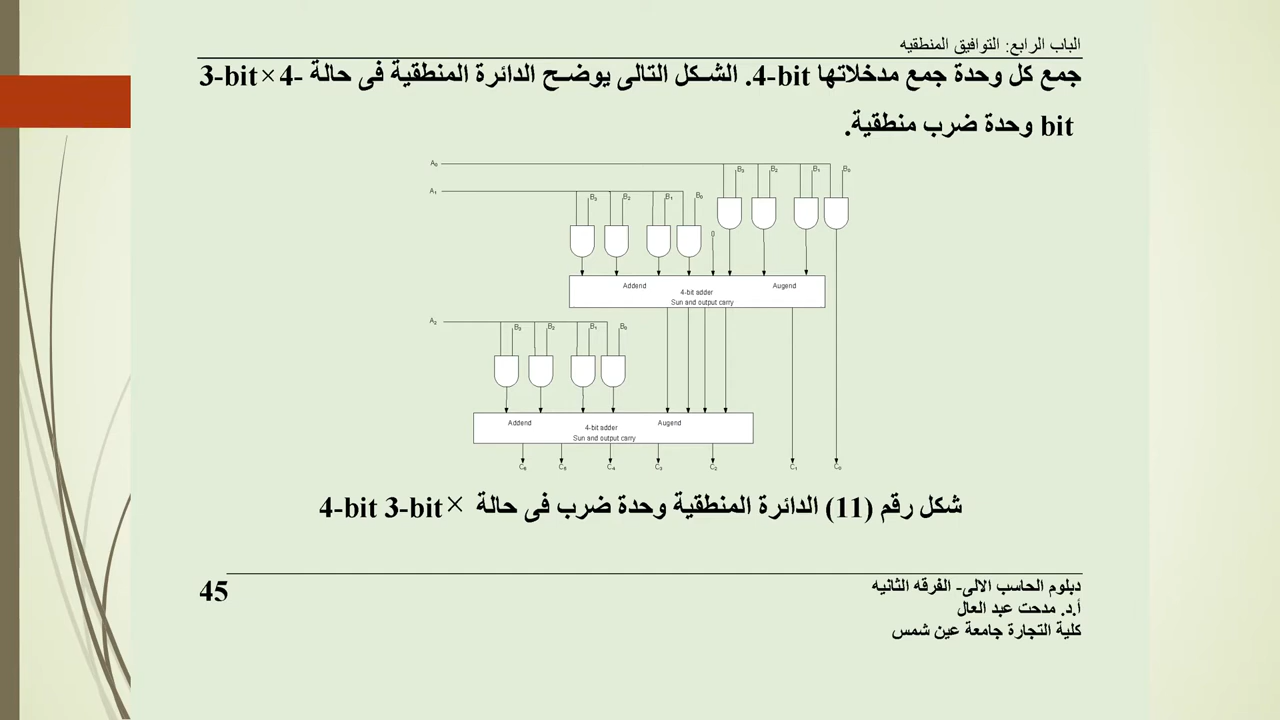 الباب الرابع: التوافيق المنطقيه
جمع كل وحدة جمع مدخلاتها 4-bit. الشكل التالى يوضح الدائرة المنطقية فى حالة 3-bit×4-
bit وحدة ضرب منطقية.
A₀ B₃ B₂ B₁ B₀
A₁ B₃ B₂ B₁ B₀
0
Addend Augend
4-bit adder
Sun and output carry
A₂ B₃ B₂ B₁ B₀
Addend Augend
4-bit adder
Sun and output carry
C₆ C₅ C₄ C₃ C₂ C₁ C₀
شكل رقم (11) الدائرة المنطقية وحدة ضرب فى حالة 4-bit 3-bit×
دبلوم الحاسب الالى- الفرقه الثانيه
45
أ.د. مدحت عبد العال
كلية التجارة جامعة عين شمس